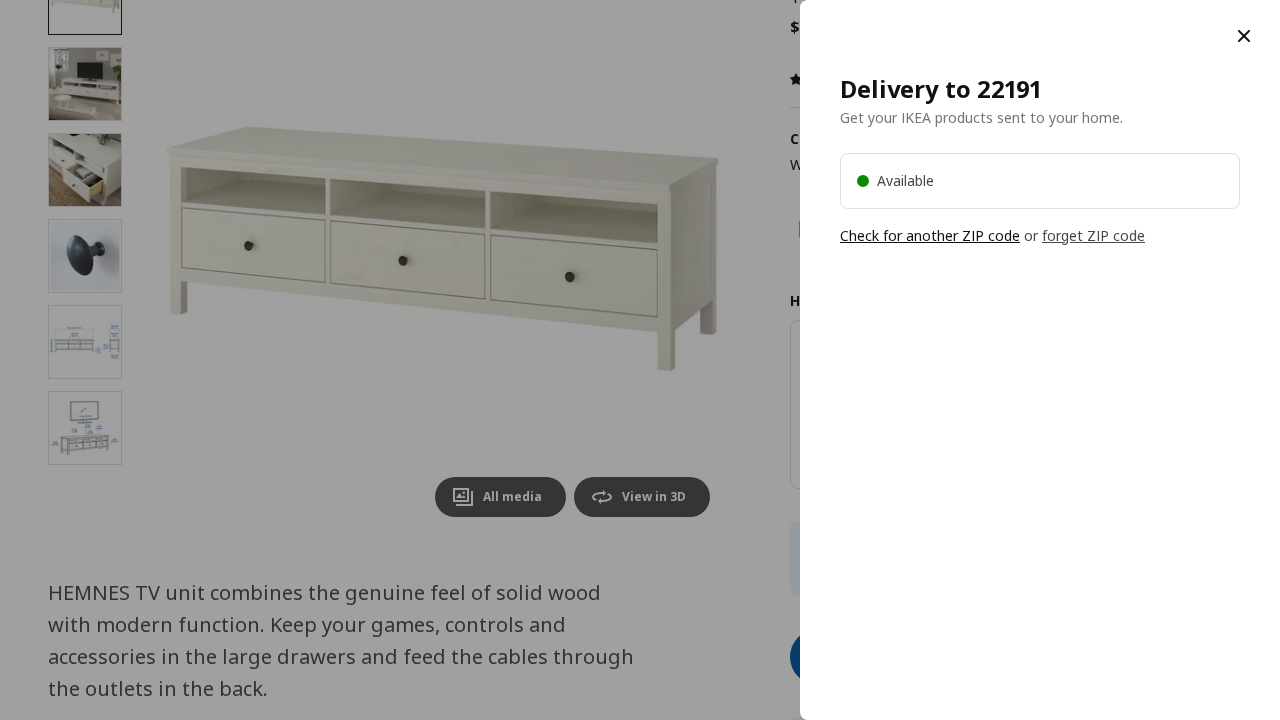 $
C
W
H
All media
View in 3D
HEMNES TV unit combines the genuine feel of solid wood
with modern function. Keep your games, controls and
accessories in the large drawers and feed the cables through
the outlets in the back.
Delivery to 22191
Get your IKEA products sent to your home.
Available
Check for another ZIP code or forget ZIP code